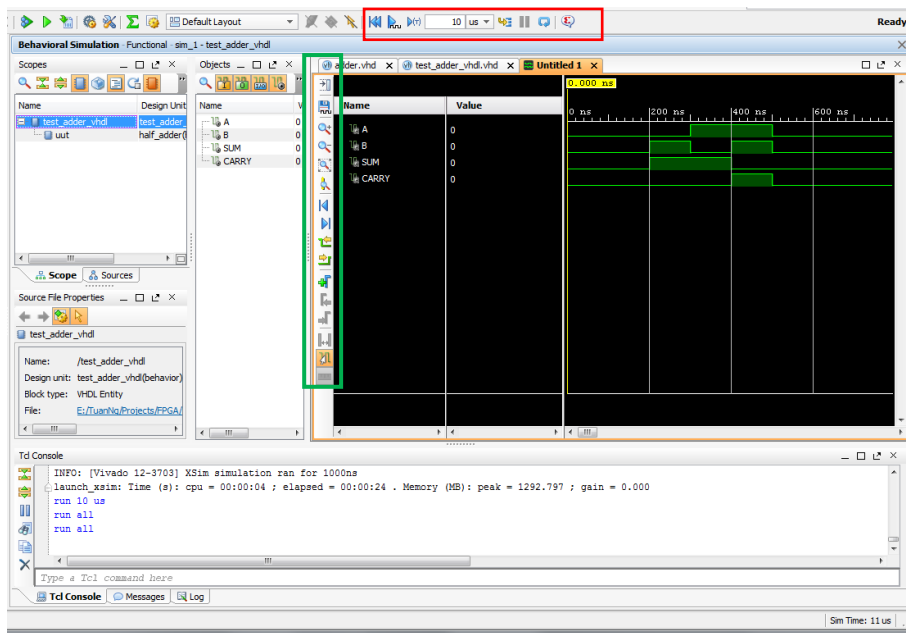 Default Layout
10 us
Ready
Behavioral Simulation - Functional - sim_1 - test_adder_vhdl
Scopes
Name Design Unit
test_adder_vhdl test_adder_
uut half_adder(
Scope Sources
Objects
Name V
A 0
B 0
SUM 0
CARRY 0
adder.vhd test_adder_vhdl.vhd Untitled 1
Name Value
A 0
B 0
SUM 0
CARRY 0
0.000 ns
0 ns 200 ns 400 ns 600 ns
Source File Properties
test_adder_vhdl
Name: /test_adder_vhdl
Design unit: test_adder_vhdl(behavior)
Block type: VHDL Entity
File: E:/TuanNq/Projects/FPGA/
Tcl Console
INFO: [Vivado 12-3703] XSim simulation ran for 1000ns
launch_xsim: Time (s): cpu = 00:00:04 ; elapsed = 00:00:24 . Memory (MB): peak = 1292.797 ; gain = 0.000
run 10 us
run all
run all
Type a Tcl command here
Tcl Console Messages Log
Sim Time: 11 us